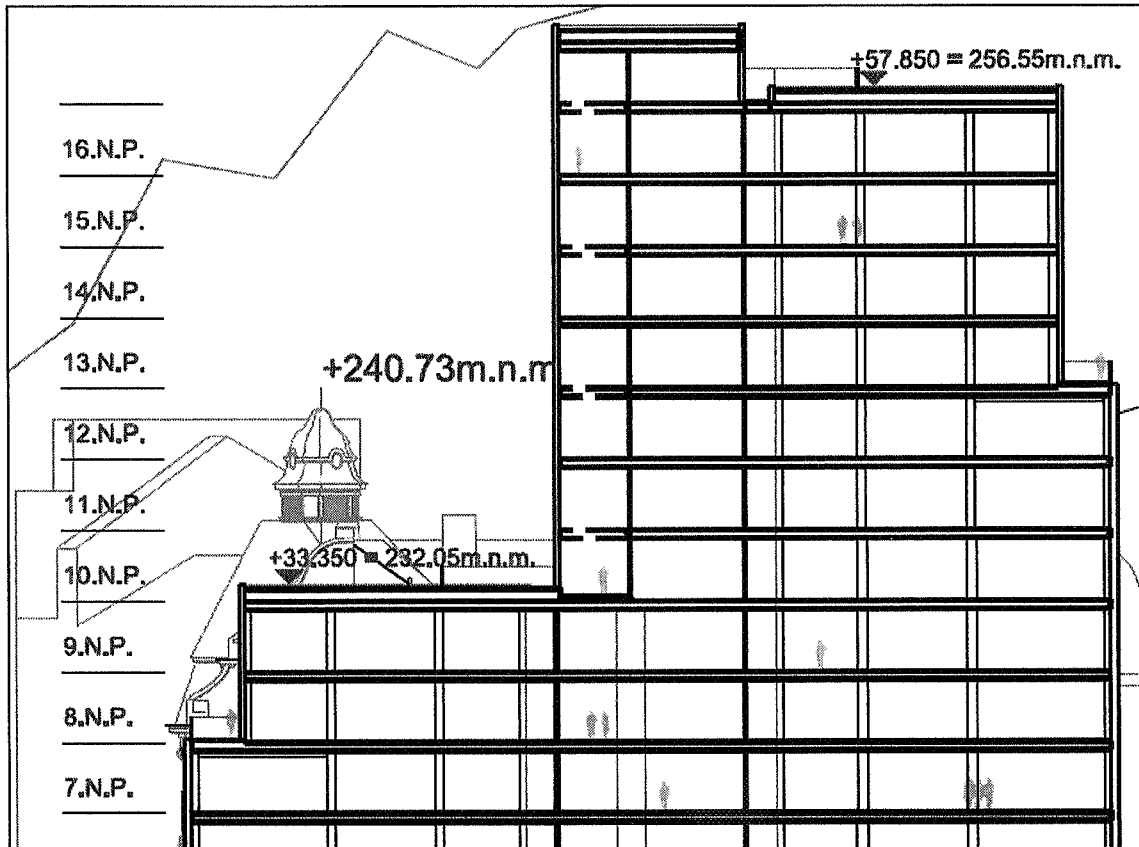 +57.850 = 256.55m.n.m.
16.N.P.
15.N.P.
14.N.P.
13.N.P.
+240.73m.n.m
12.N.P.
11.N.P.
+33.350 = 232.05m.n.m.
10.N.P.
9.N.P.
8.N.P.
7.N.P.